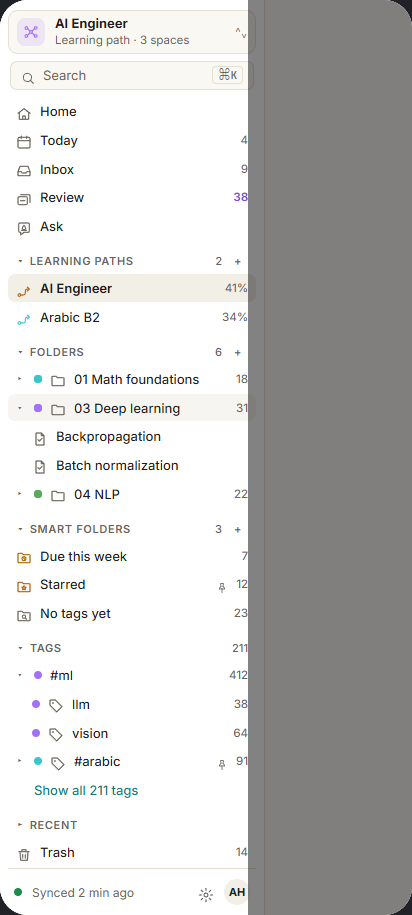 AI Engineer
Learning path · 3 spaces
Search ⌘K
Home
Today 4
Inbox 9
Review 38
Ask
LEARNING PATHS 2 +
AI Engineer 41%
Arabic B2 34%
FOLDERS 6 +
01 Math foundations 18
03 Deep learning 31
Backpropagation
Batch normalization
04 NLP 22
SMART FOLDERS 3 +
Due this week 7
Starred 12
No tags yet 23
TAGS 211
#ml 412
llm 38
vision 64
#arabic 91
Show all 211 tags
RECENT
Trash 14
Synced 2 min ago AH